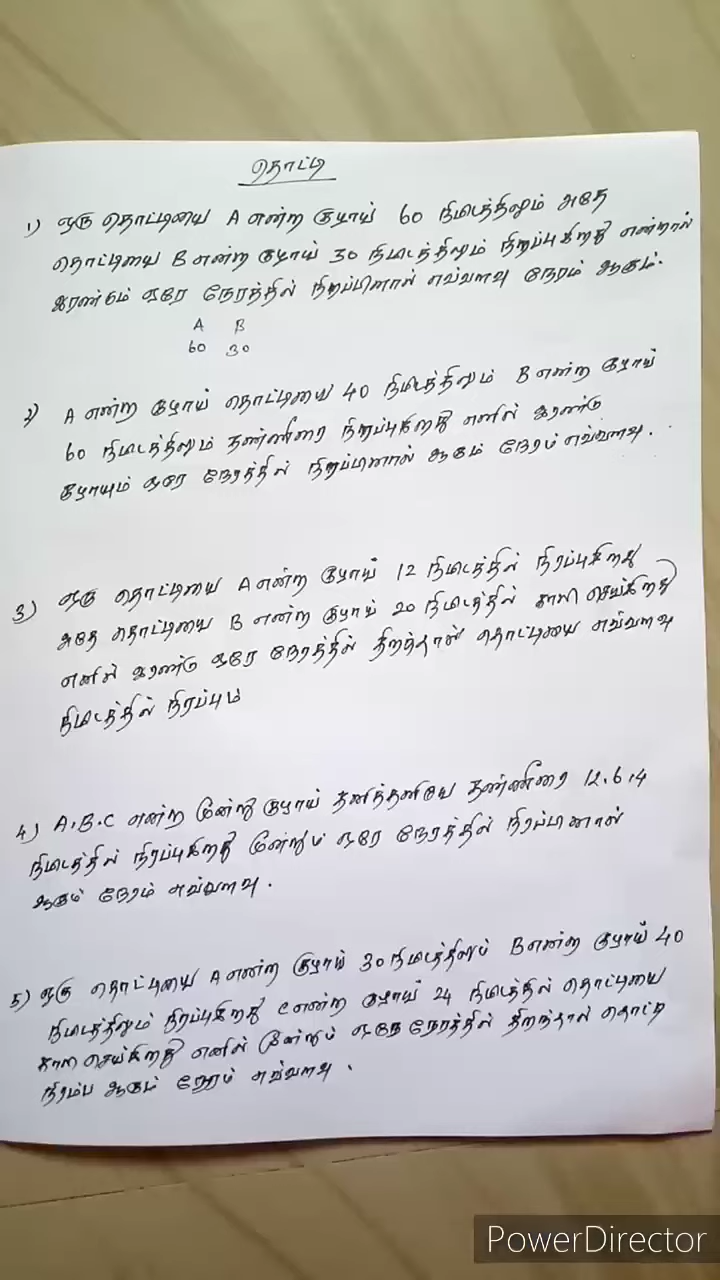 தொட்டி
1) ஒரு தொட்டியை A என்ற குழாய் 60 நிமிடத்திலும் அதே
தொட்டியை B என்ற குழாய் 30 நிமிடத்திலும் நிறப்புகிறது என்றால்
இரண்டும் ஒரே நேரத்தில் நிறப்பினால் எவ்வளவு நேரம் ஆகும்.
A B
60 30
2) A என்ற குழாய் தொட்டியை 40 நிமிடத்திலும் B என்ற குழாய்
60 நிமிடத்திலும் தண்ணீரை நிறப்புகிறது எனில் இரண்டு
குழாயும் ஒரே நேரத்தில் நிறப்பினால் ஆகும் நேரம் எவ்வளவு.
3) ஒரு தொட்டியை A என்ற குழாய் 12 நிமிடத்தில் நிரப்புகிறது
அதே தொட்டியை B என்ற குழாய் 20 நிமிடத்தில் காலி செய்கிறது
எனில் இரண்டு ஒரே நேரத்தில் திறந்தால் தொட்டியை எவ்வளவு
நிமிடத்தில் நிரப்பும்
4) A, B, C என்ற மூன்று குழாய் தனித்தனியே தண்ணீரை 12, 6, 4
நிமிடத்தில் நிரப்புகிறது மூன்றும் ஒரே நேரத்தில் நிரப்பினால்
ஆகும் நேரம் எவ்வளவு.
5) ஒரு தொட்டியை A என்ற குழாய் 30 நிமிடத்திலும் B என்ற குழாய் 40
நிமிடத்திலும் நிரப்புகிறது C என்ற குழாய் 24 நிமிடத்தில் தொட்டியை
காலி செய்கிறது எனில் மூன்றும் ஒரே நேரத்தில் திறந்தால் தொட்டி
நிரம்ப ஆகும் நேரம் எவ்வளவு.
PowerDirector